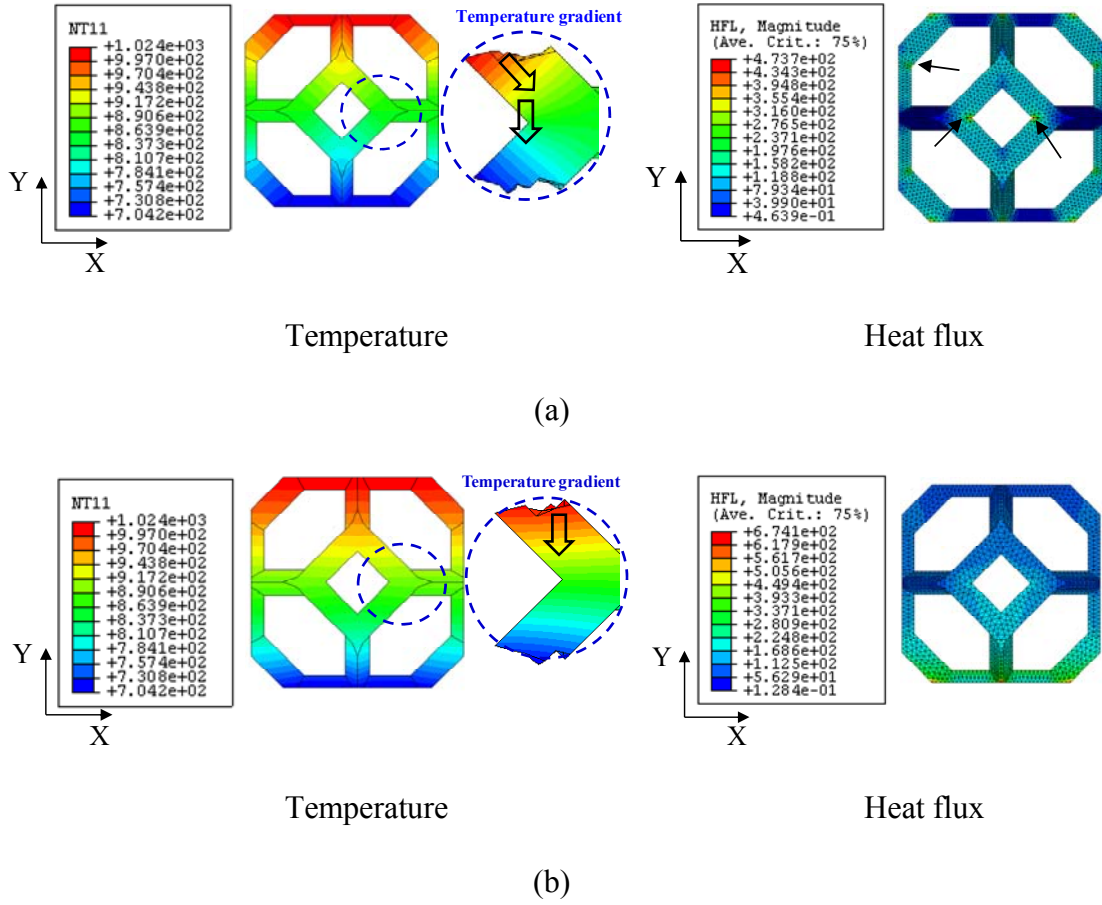 NT11
+1.024e+03
+9.970e+02
+9.704e+02
+9.438e+02
+9.172e+02
+8.906e+02
+8.639e+02
+8.373e+02
+8.107e+02
+7.841e+02
+7.574e+02
+7.308e+02
+7.042e+02
Y
X
Temperature gradient
HFL, Magnitude
(Ave. Crit.: 75%)
+4.737e+02
+4.343e+02
+3.948e+02
+3.554e+02
+3.160e+02
+2.765e+02
+2.371e+02
+1.976e+02
+1.582e+02
+1.188e+02
+7.934e+01
+3.990e+01
+4.639e-01
Y
X
Temperature
Heat flux
(a)
NT11
+1.024e+03
+9.970e+02
+9.704e+02
+9.438e+02
+9.172e+02
+8.906e+02
+8.639e+02
+8.373e+02
+8.107e+02
+7.841e+02
+7.574e+02
+7.308e+02
+7.042e+02
Y
X
Temperature gradient
HFL, Magnitude
(Ave. Crit.: 75%)
+6.741e+02
+6.179e+02
+5.617e+02
+5.056e+02
+4.494e+02
+3.933e+02
+3.371e+02
+2.809e+02
+2.248e+02
+1.686e+02
+1.125e+02
+5.629e+01
+1.284e-01
Y
X
Temperature
Heat flux
(b)